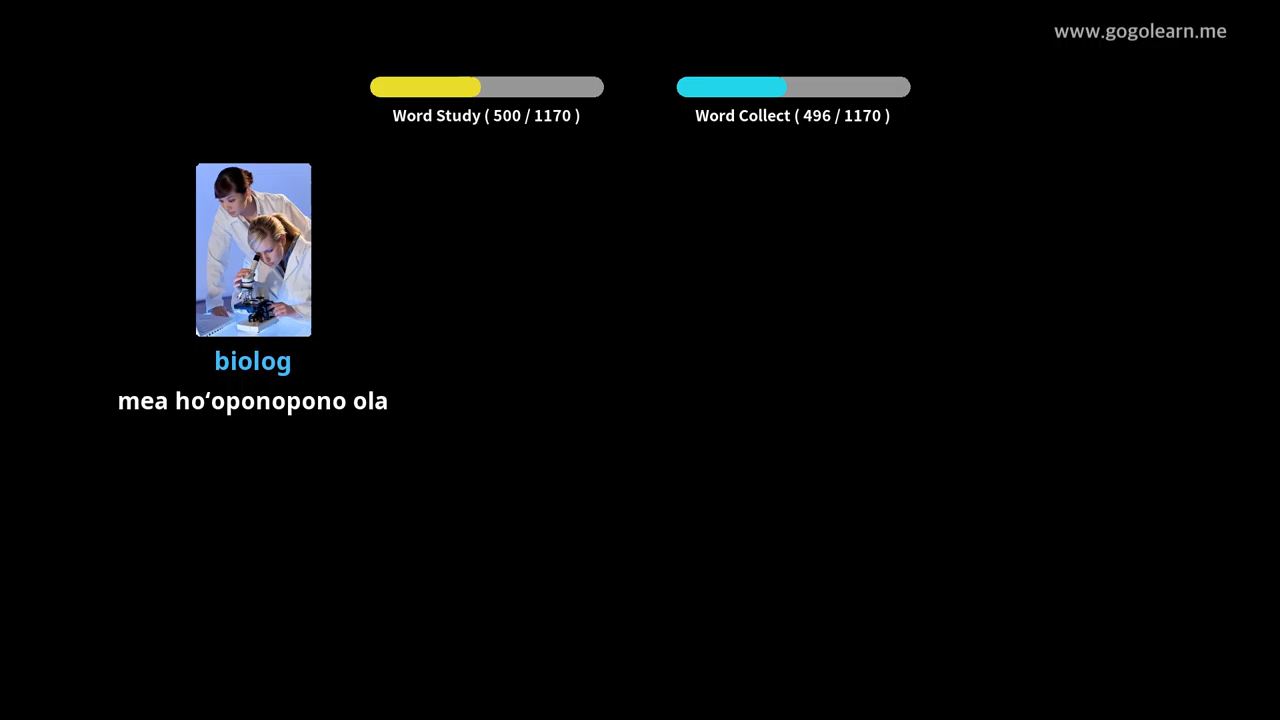 www.gogolearn.me
Word Study ( 500 / 1170 )
Word Collect ( 496 / 1170 )
biolog
mea hoʻoponopono ola